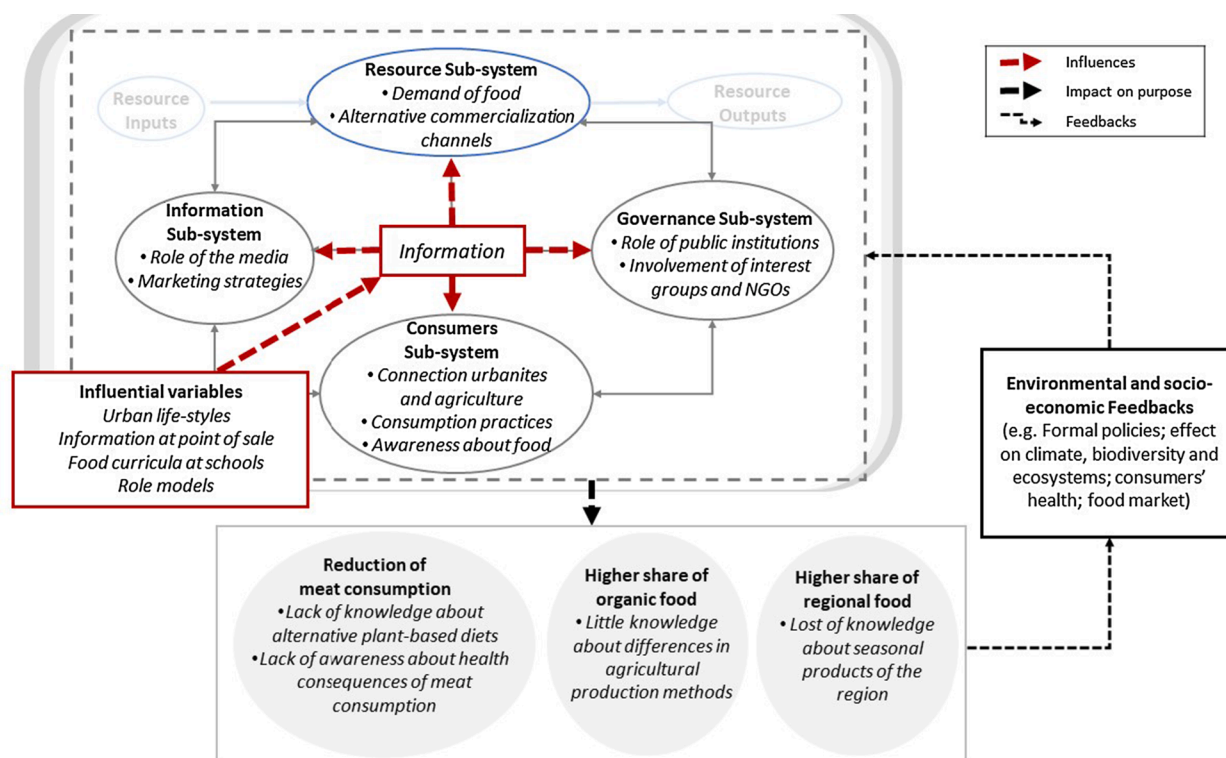 Resource Sub-system
• Demand of food
• Alternative commercialization
channels
Resource
Inputs
Resource
Outputs
Influences
Impact on purpose
Feedbacks
Information
Sub-system
• Role of the media
• Marketing strategies
Information
Governance Sub-system
• Role of public institutions
• Involvement of interest
groups and NGOs
Consumers
Sub-system
• Connection urbanites
and agriculture
• Consumption practices
• Awareness about food
Influential variables
Urban life-styles
Information at point of sale
Food curricula at schools
Role models
Environmental and socio-
economic Feedbacks
(e.g. Formal policies; effect
on climate, biodiversity and
ecosystems; consumers’
health; food market)
Reduction of
meat consumption
• Lack of knowledge about
alternative plant-based diets
• Lack of awareness about health
consequences of meat
consumption
Higher share of
organic food
• Little knowledge
about differences in
agricultural
production methods
Higher share of
regional food
• Lost of knowledge
about seasonal
products of the
region